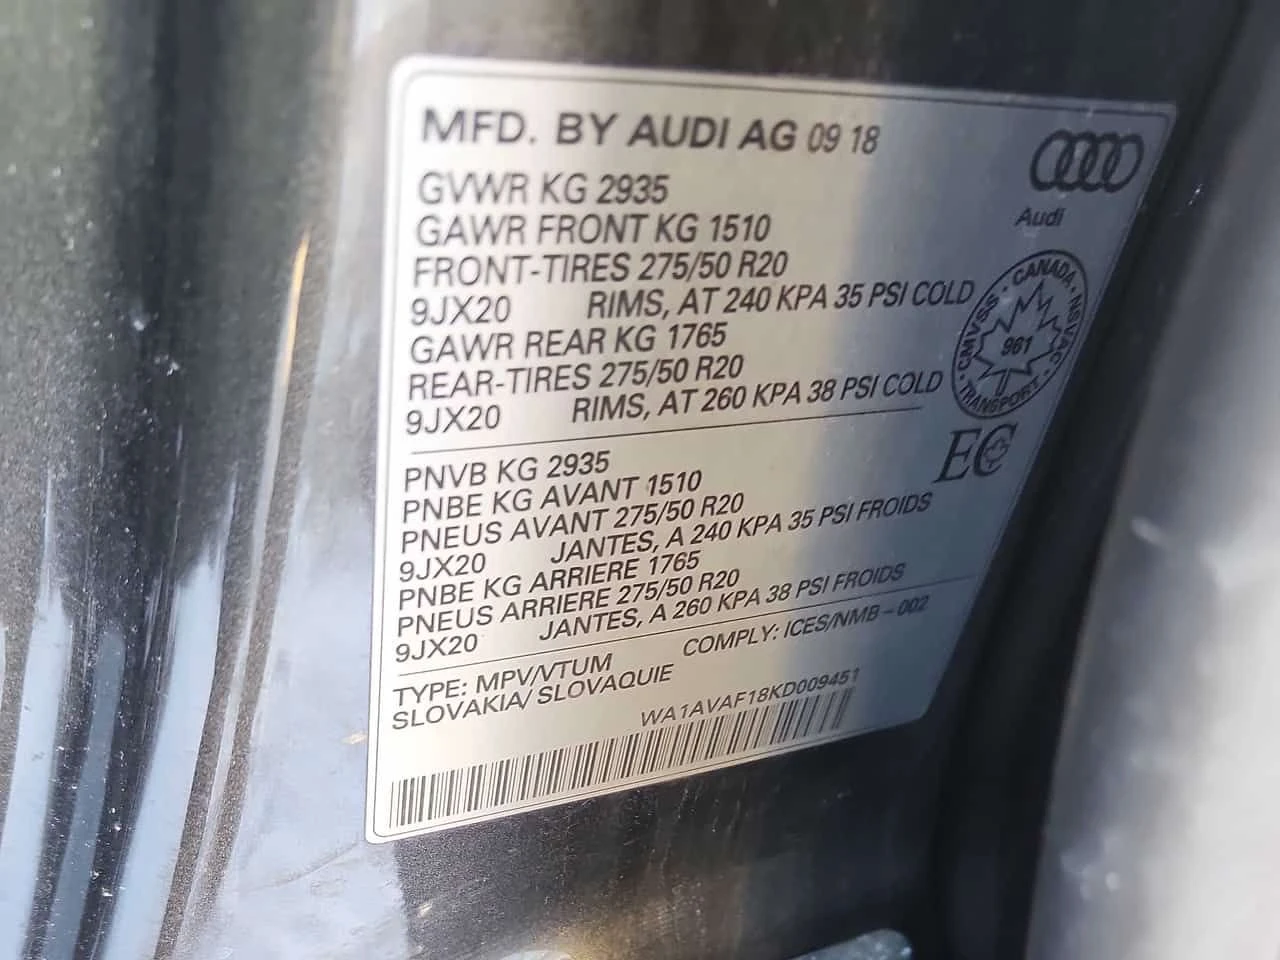 MFD. BY AUDI AG 09 18
GVWR KG 2935
GAWR FRONT KG 1510
FRONT-TIRES 275/50 R20
9JX20 RIMS, AT 240 KPA 35 PSI COLD
GAWR REAR KG 1765
REAR-TIRES 275/50 R20
9JX20 RIMS, AT 260 KPA 38 PSI COLD
Audi
CANADA · NSVAC · TRANSPORT · CMVSS ·
961
EC
PNVB KG 2935
PNBE KG AVANT 1510
PNEUS AVANT 275/50 R20
9JX20 JANTES, A 240 KPA 35 PSI FROIDS
PNBE KG ARRIERE 1765
PNEUS ARRIERE 275/50 R20
9JX20 JANTES, A 260 KPA 38 PSI FROIDS
TYPE: MPV/VTUM COMPLY: ICES/NMB-002
SLOVAKIA/ SLOVAQUIE
WA1AVAF18KD009451